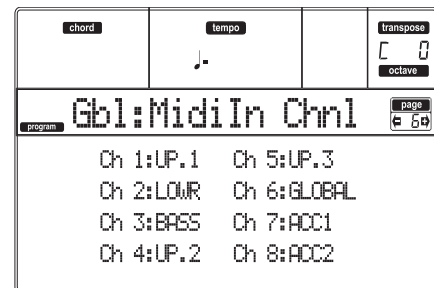 chord tempo transpose
C 0
octave
program Gbl:MidiIn Chnl page
6
Ch 1:UP.1 Ch 5:UP.3
Ch 2:LOWR Ch 6:GLOBAL
Ch 3:BASS Ch 7:ACC1
Ch 4:UP.2 Ch 8:ACC2